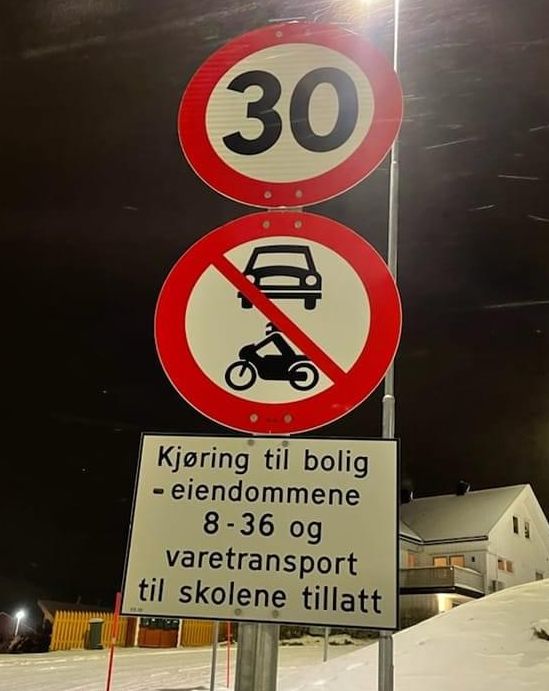 30
Kjøring til bolig
-eiendommene
8-36 og
varetransport
til skolene tillatt